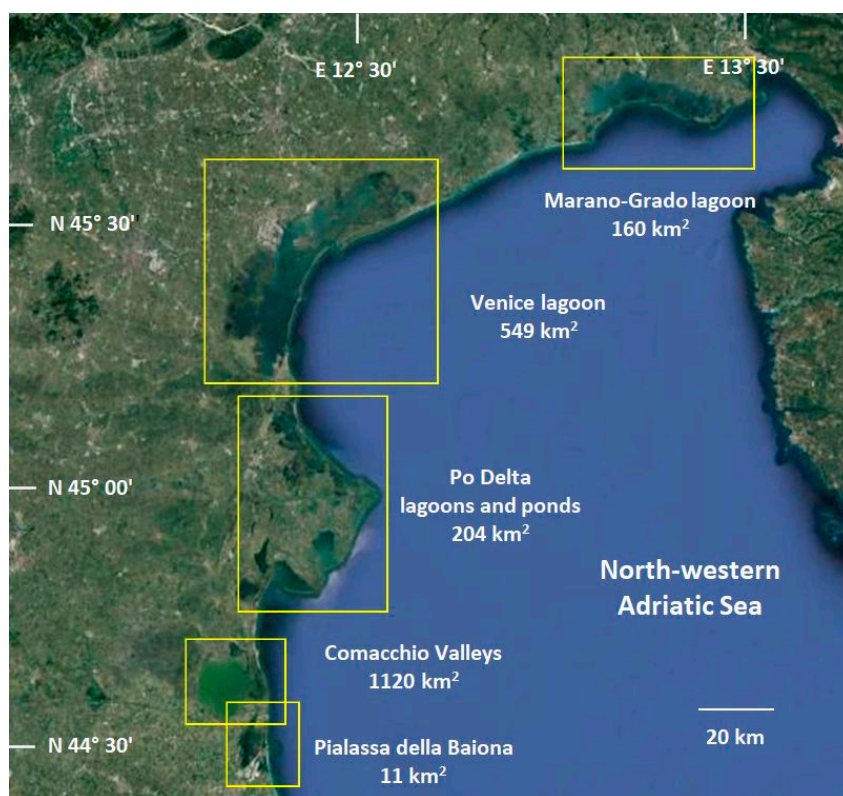 E 12° 30'
E 13° 30'
Marano-Grado lagoon
160 km²
N 45° 30'
Venice lagoon
549 km²
Po Delta
lagoons and ponds
204 km²
N 45° 00'
North-western
Adriatic Sea
Comacchio Valleys
1120 km²
20 km
N 44° 30'
Pialassa della Baiona
11 km²